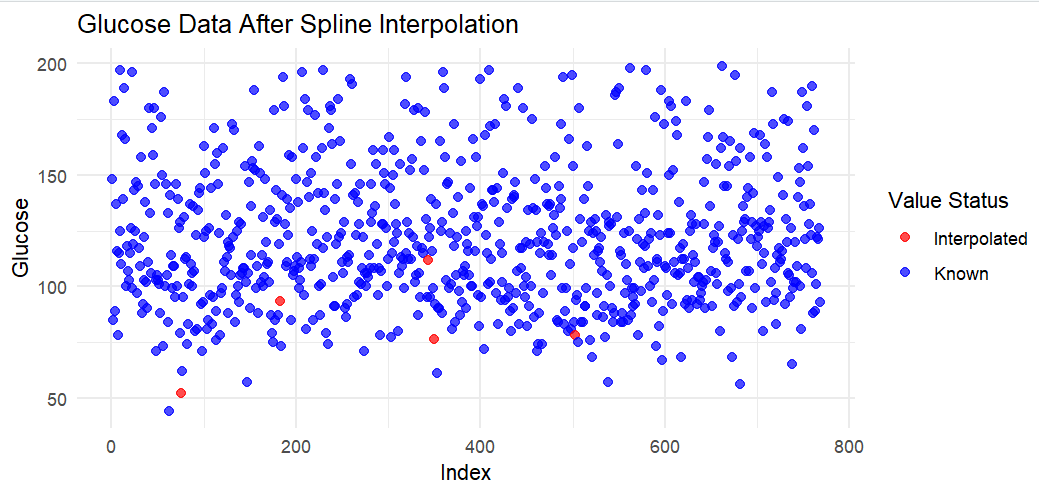 Glucose Data After Spline Interpolation
200
150
100
50
Glucose
0
200
400
600
800
Index
Value Status
Interpolated
Known